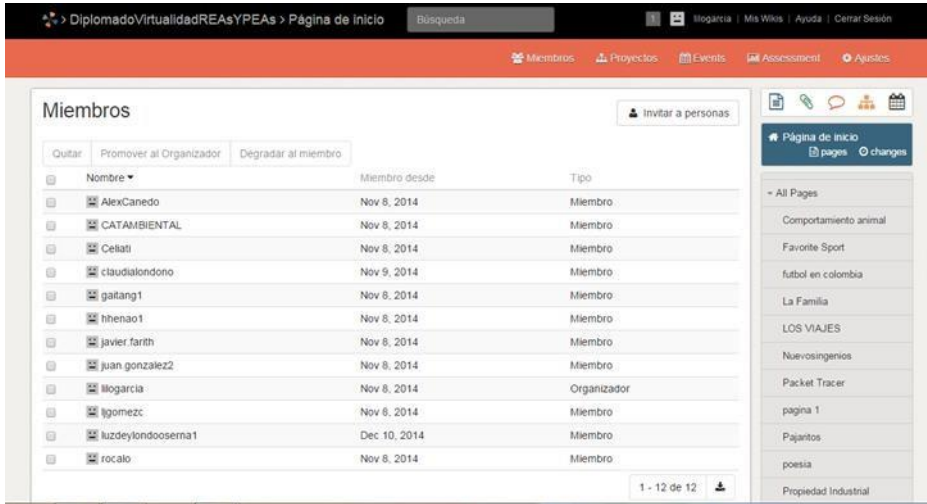 > DiplomadoVirtualidadREAsYPEAs > Página de inicio
Búsqueda
1 lilogarcia | Mis Wikis | Ayuda | Cerrar Sesión
Miembros Proyectos Events Assessment Ajustes
Miembros
Invitar a personas
Quitar Promover al Organizador Degradar al miembro
Nombre Miembro desde Tipo
AlexCanedo Nov 8, 2014 Miembro
CATAMBIENTAL Nov 8, 2014 Miembro
Celiati Nov 8, 2014 Miembro
claudialondono Nov 9, 2014 Miembro
gaitang1 Nov 8, 2014 Miembro
hhenao1 Nov 8, 2014 Miembro
javier.farith Nov 8, 2014 Miembro
juan.gonzalez2 Nov 8, 2014 Miembro
lilogarcia Nov 8, 2014 Organizador
ljgomezc Nov 8, 2014 Miembro
luzdeylondooserna1 Dec 10, 2014 Miembro
rocalo Nov 8, 2014 Miembro
1 - 12 de 12
Página de inicio
pages changes
All Pages
Comportamiento animal
Favorite Sport
futbol en colombia
La Familia
LOS VIAJES
Nuevosingenios
Packet Tracer
pagina 1
Pajaritos
poesia
Propiedad Industrial